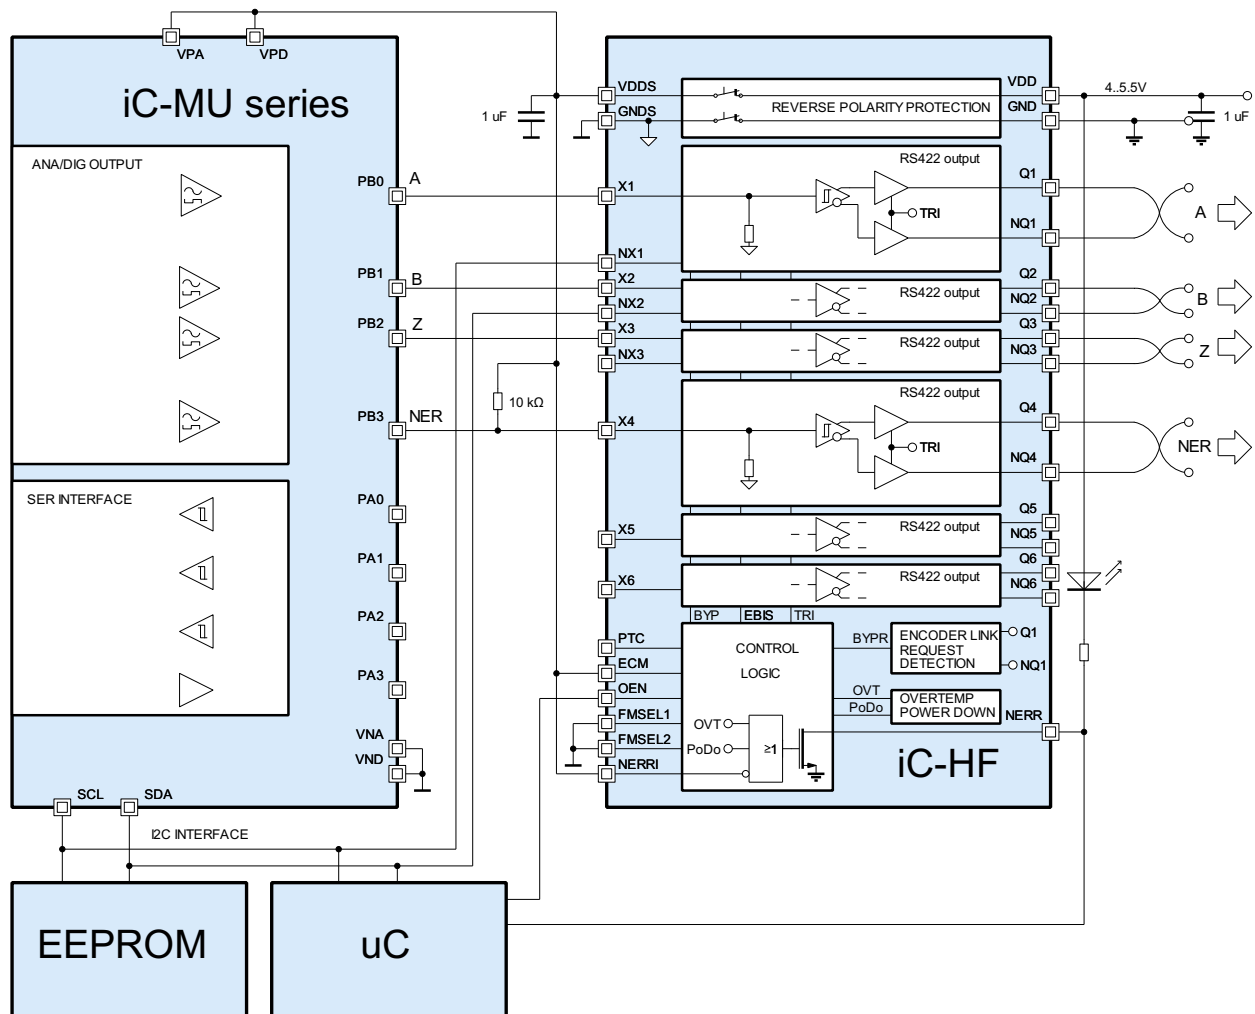 VPA
VPD
iC-MU series
ANA/DIG OUTPUT
PB0
A
PB1
B
PB2
Z
PB3
NER
SER INTERFACE
PA0
PA1
PA2
PA3
VNA
VND
SCL
SDA
I2C INTERFACE
EEPROM
uC
1 uF
10 kΩ
VDDS
GNDS
REVERSE POLARITY PROTECTION
VDD
GND
4..5.5V
1 uF
X1
RS422 output
TRI
Q1
NQ1
A
NX1
X2
NX2
RS422 output
Q2
NQ2
B
X3
NX3
RS422 output
Q3
NQ3
Z
X4
RS422 output
TRI
Q4
NQ4
NER
X5
RS422 output
Q5
NQ5
X6
RS422 output
Q6
NQ6
BYP
EBIS
TRI
PTC
ECM
OEN
FMSEL1
FMSEL2
NERRI
CONTROL
LOGIC
OVT
PoDo
≥1
BYPR
ENCODER LINK
REQUEST
DETECTION
Q1
NQ1
OVT
PoDo
OVERTEMP
POWER DOWN
NERR
iC-HF